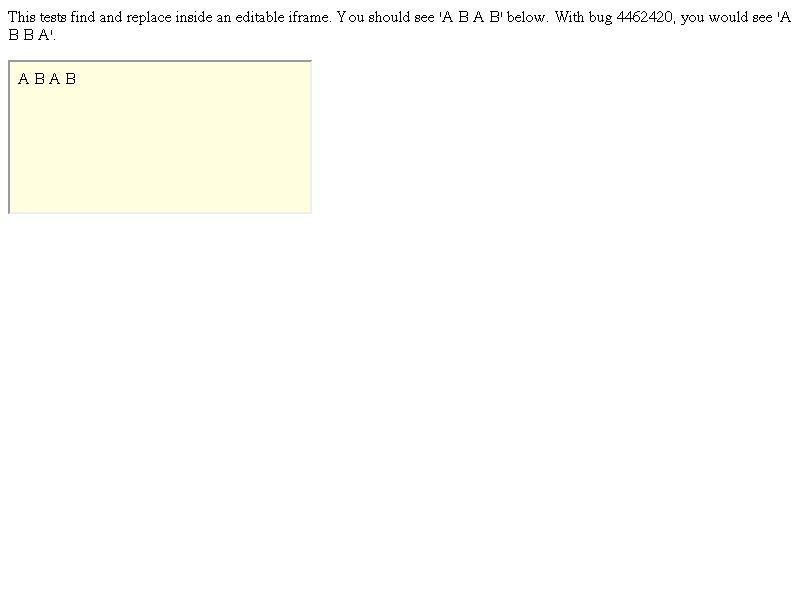 This tests find and replace inside an editable iframe. You should see 'A B A B' below. With bug 4462420, you would see 'A
B B A'.
A B A B